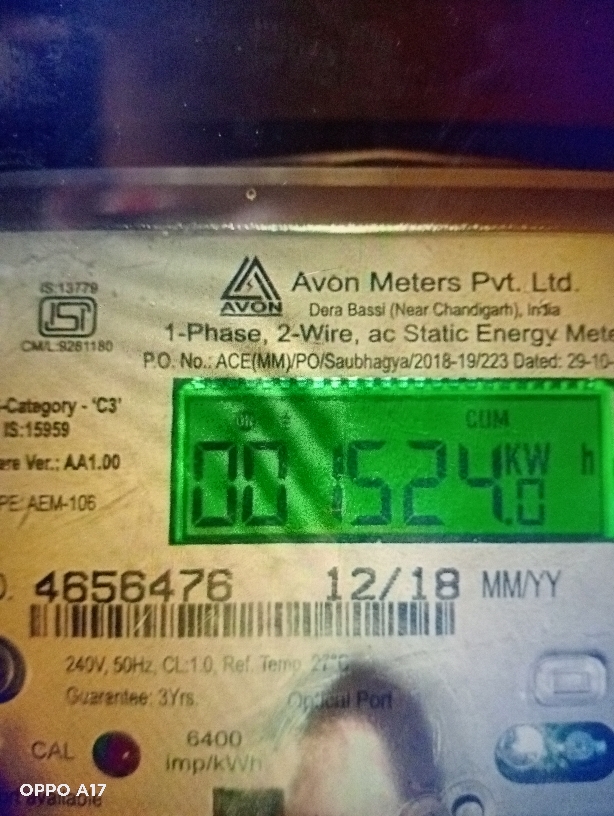 IS:13779
ISI
CM/L:9261180
AVON
Avon Meters Pvt. Ltd.
Dera Bassi (Near Chandigarh), India
1-Phase, 2-Wire, ac Static Energy Mete
P.O. No.: ACE(MM)/PO/Saubhagya/2018-19/223 Dated: 29-10-
-Category - 'C3'
IS:15959
are Ver.: AA1.00
PE: AEM-106
CUM
001524.0 KW h
O. 4656476 12/18 MM/YY
240V, 50Hz, CL:1.0, Ref. Temp. 27°C
Guarantee: 3Yrs.
Optical Port
CAL
6400
imp/kWh
available
OPPO A17